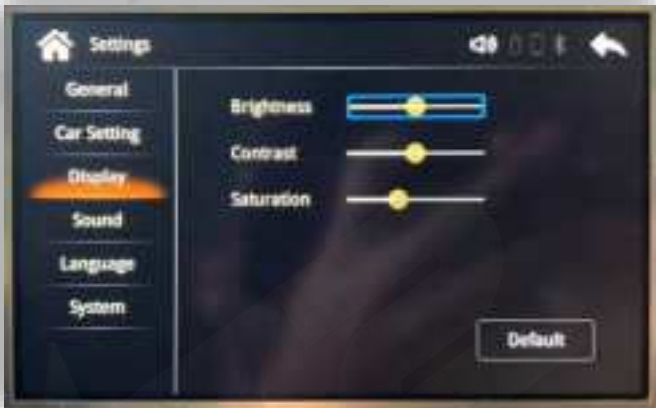 Settings
General
Car Setting
Display
Sound
Language
System
Brightness
Contrast
Saturation
Default